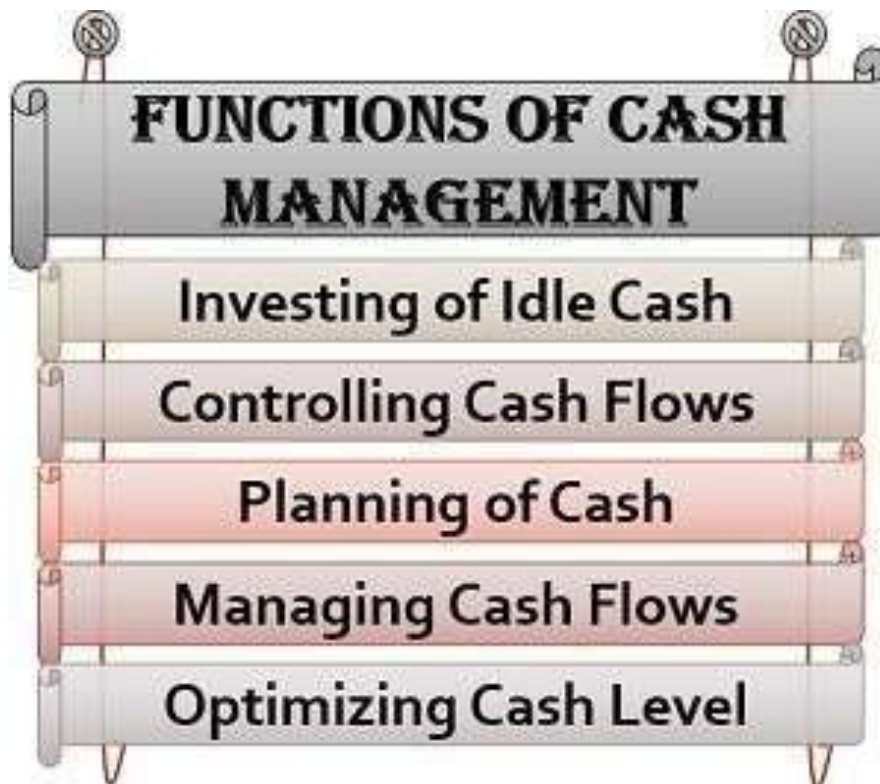 FUNCTIONS OF CASH
MANAGEMENT
Investing of Idle Cash
Controlling Cash Flows
Planning of Cash
Managing Cash Flows
Optimizing Cash Level